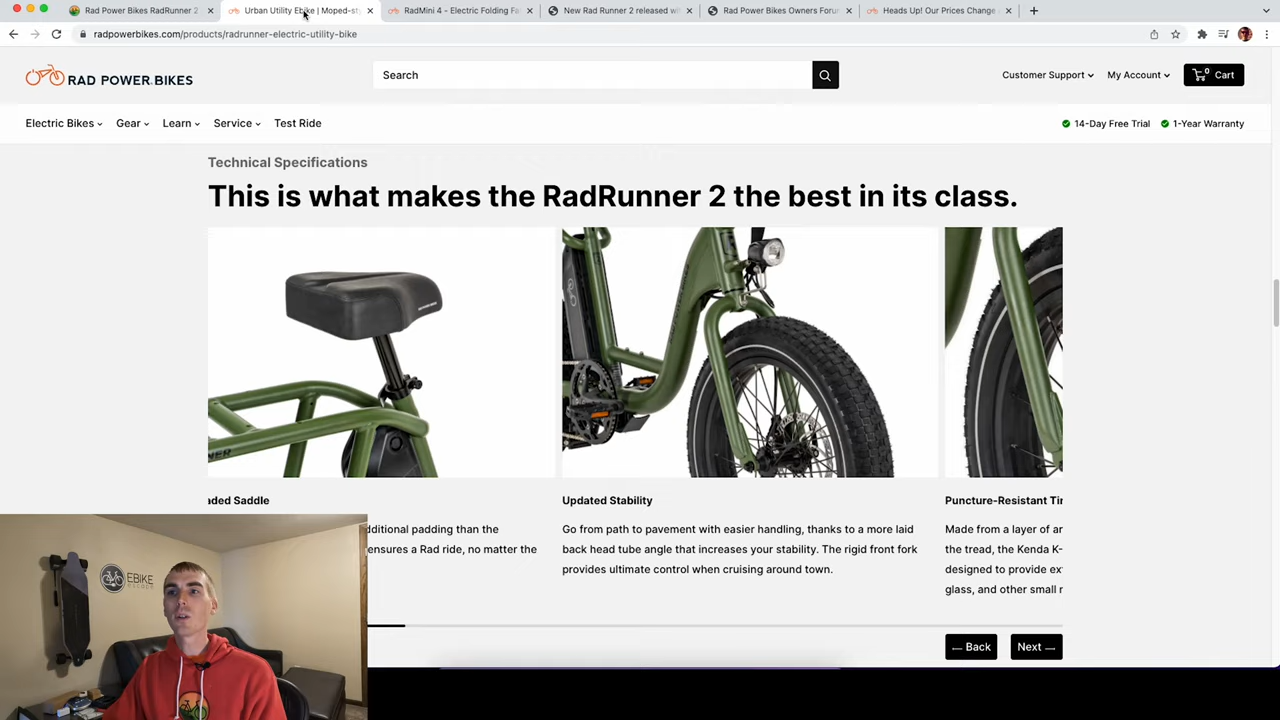 Rad Power Bikes RadRunner 2
Urban Utility Ebike | Moped-sty
RadMini 4 - Electric Folding Fa
New Rad Runner 2 released wi
Rad Power Bikes Owners Forun
Heads Up! Our Prices Change
radpowerbikes.com/products/radrunner-electric-utility-bike
RAD POWER BIKES
Search
Customer Support
My Account
0
Cart
Electric Bikes
Gear
Learn
Service
Test Ride
14-Day Free Trial
1-Year Warranty
Technical Specifications
This is what makes the RadRunner 2 the best in its class.
aded Saddle
dditional padding than the
ensures a Rad ride, no matter the
Updated Stability
Go from path to pavement with easier handling, thanks to a more laid
back head tube angle that increases your stability. The rigid front fork
provides ultimate control when cruising around town.
Puncture-Resistant Tir
Made from a layer of ar
the tread, the Kenda K-
designed to provide ext
glass, and other small r
Back
Next
EBIKE